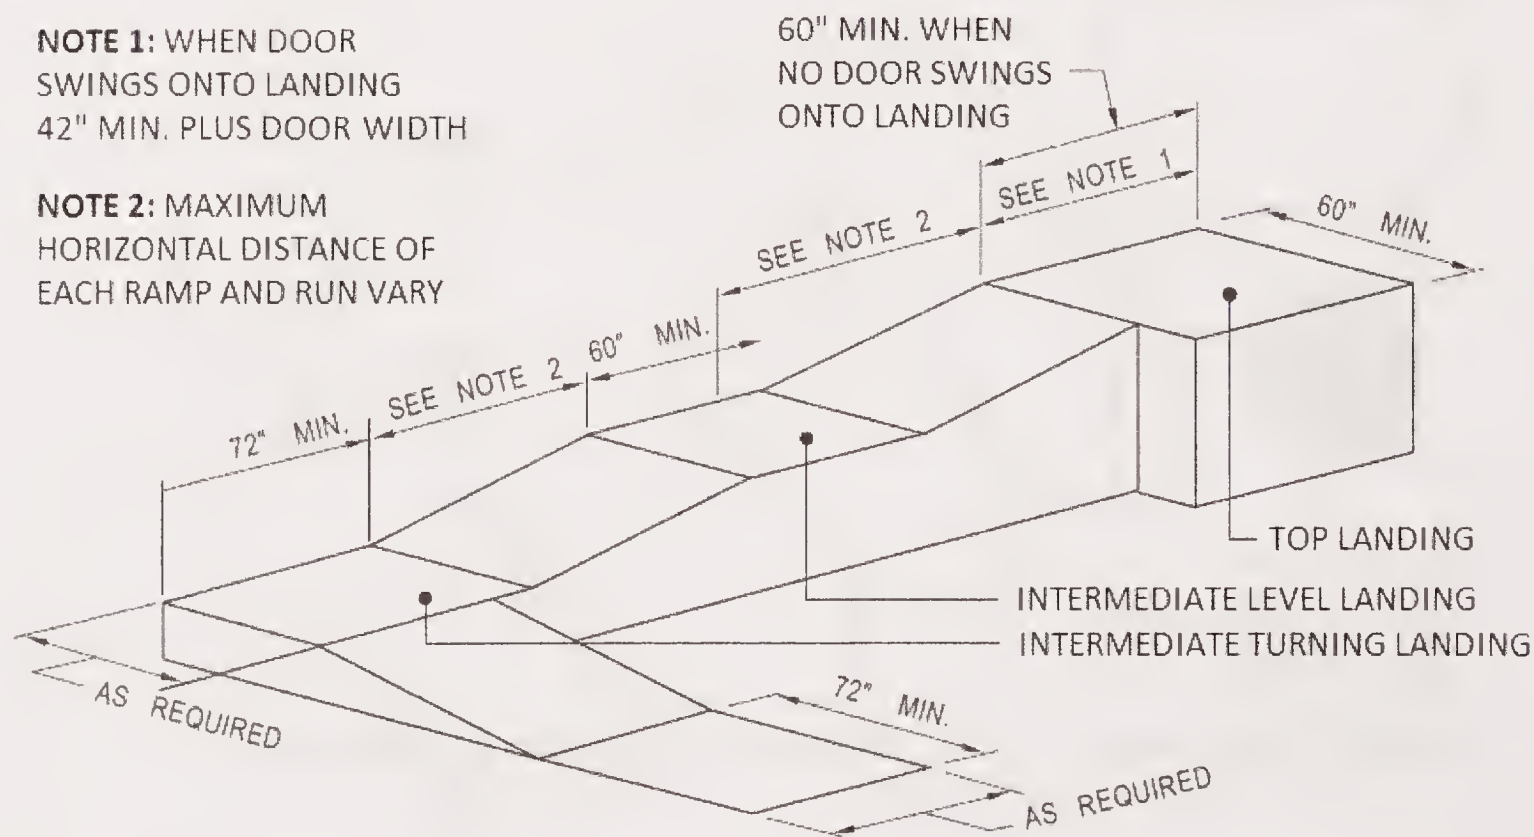 NOTE 1: WHEN DOOR
SWINGS ONTO LANDING
42" MIN. PLUS DOOR WIDTH
NOTE 2: MAXIMUM
HORIZONTAL DISTANCE OF
EACH RAMP AND RUN VARY
60" MIN. WHEN
NO DOOR SWINGS
ONTO LANDING
SEE NOTE 1
60" MIN.
SEE NOTE 2
60" MIN.
SEE NOTE 2
72" MIN.
TOP LANDING
INTERMEDIATE LEVEL LANDING
INTERMEDIATE TURNING LANDING
AS REQUIRED
72" MIN.
AS REQUIRED